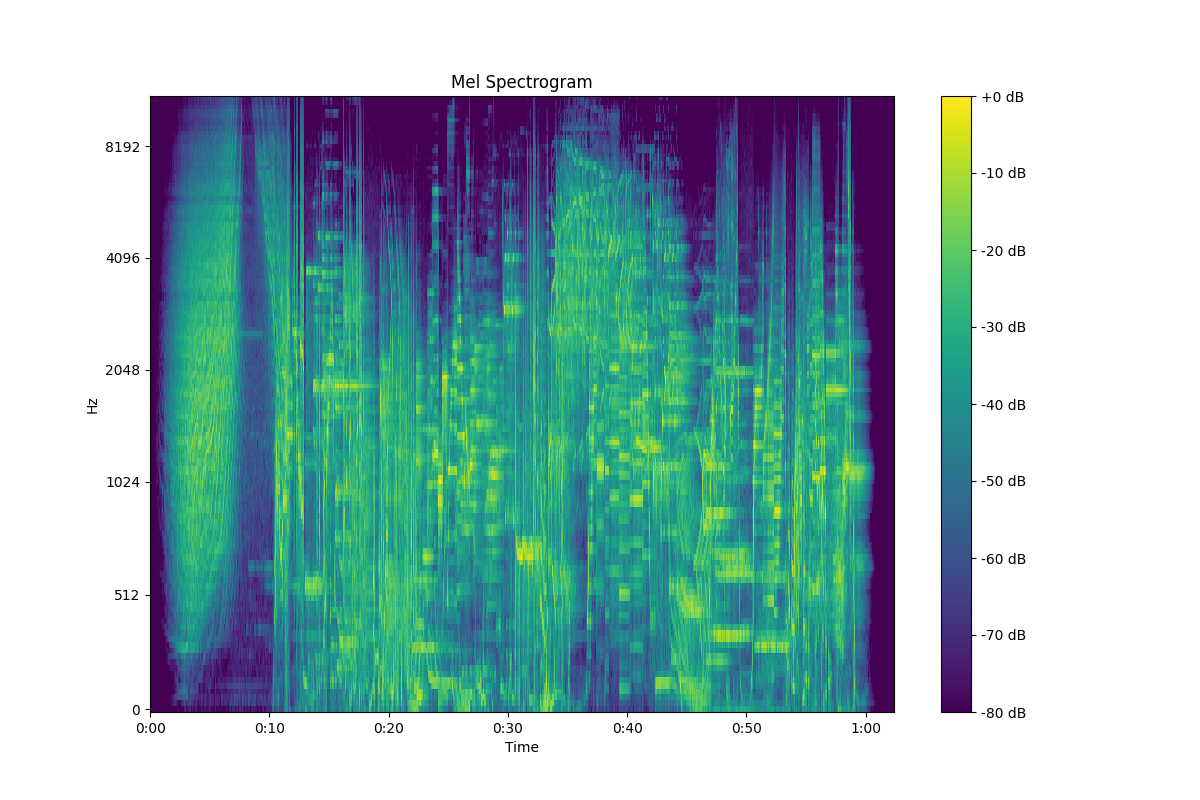 Mel Spectrogram
Hz
8192
4096
2048
1024
512
0
0:00 0:10 0:20 0:30 0:40 0:50 1:00
Time
+0 dB
-10 dB
-20 dB
-30 dB
-40 dB
-50 dB
-60 dB
-70 dB
-80 dB